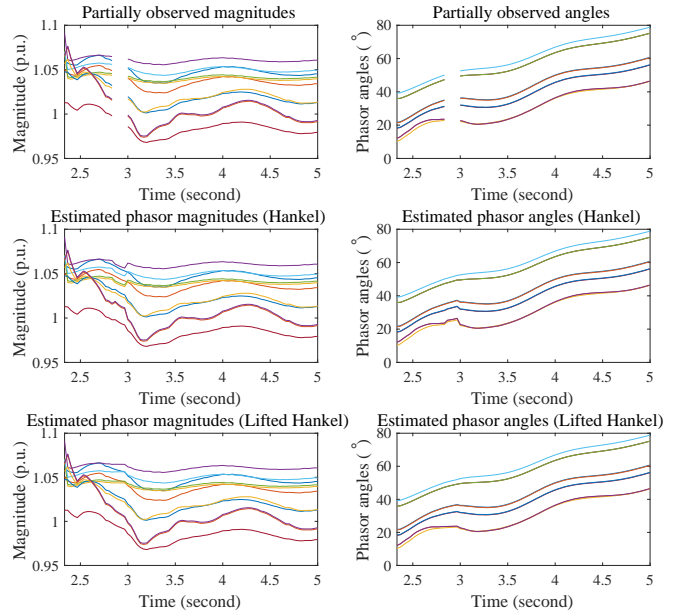 Partially observed magnitudes
Magnitude (p.u.)
1.1
1.05
1
0.95
2.5 3 3.5 4 4.5 5
Time (second)
Partially observed angles
Phasor angles ( °)
80
60
40
20
0
2.5 3 3.5 4 4.5 5
Time (second)
Estimated phasor magnitudes (Hankel)
Magnitude (p.u.)
1.1
1.05
1
0.95
2.5 3 3.5 4 4.5 5
Time (second)
Estimated phasor angles (Hankel)
Phasor angles ( °)
80
60
40
20
0
2.5 3 3.5 4 4.5 5
Time (second)
Estimated phasor magnitudes (Lifted Hankel)
Magnitude (p.u.)
1.1
1.05
1
0.95
2.5 3 3.5 4 4.5 5
Time (second)
Estimated phasor angles (Lifted Hankel)
Phasor angles ( °)
80
60
40
20
0
2.5 3 3.5 4 4.5 5
Time (second)